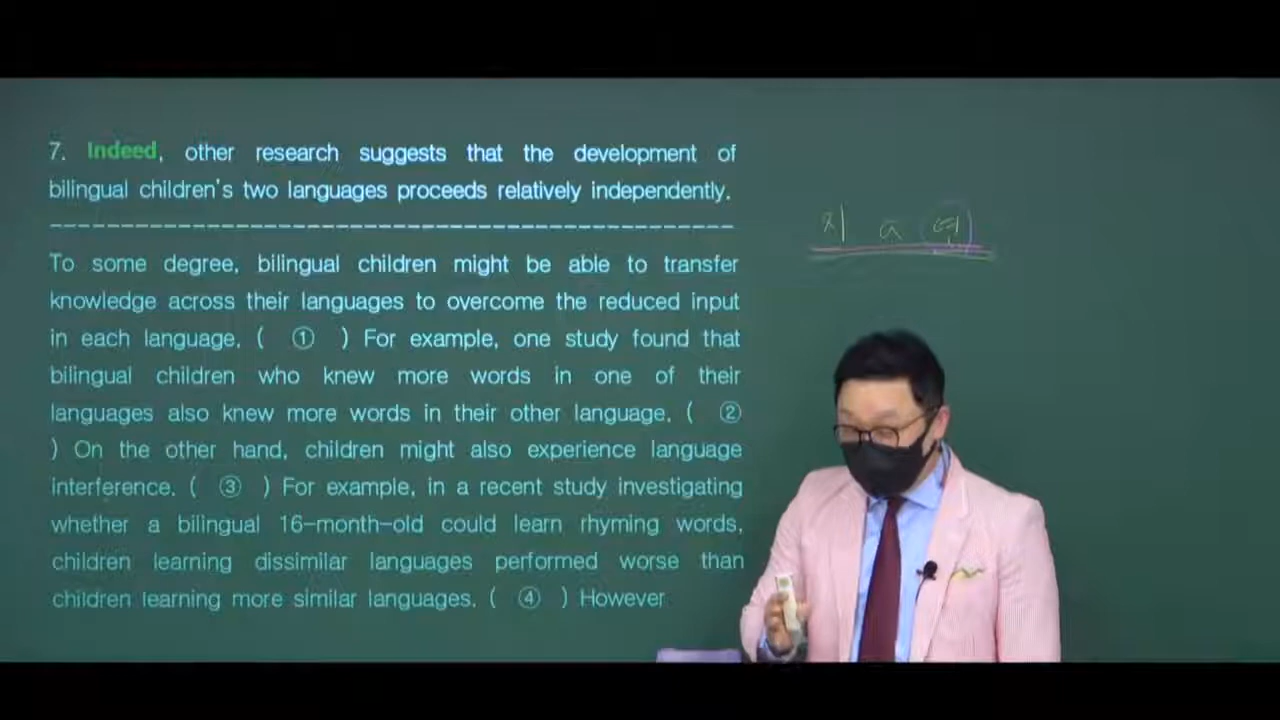 7. Indeed, other research suggests that the development of
bilingual children's two languages proceeds relatively independently.
To some degree, bilingual children might be able to transfer
knowledge across their languages to overcome the reduced input
in each language. ( ① ) For example, one study found that
bilingual children who knew more words in one of their
languages also knew more words in their other language. ( ②
) On the other hand, children might also experience language
interference. ( ③ ) For example, in a recent study investigating
whether a bilingual 16-month-old could learn rhyming words,
children learning dissimilar languages performed worse than
children learning more similar languages. ( ④ ) However